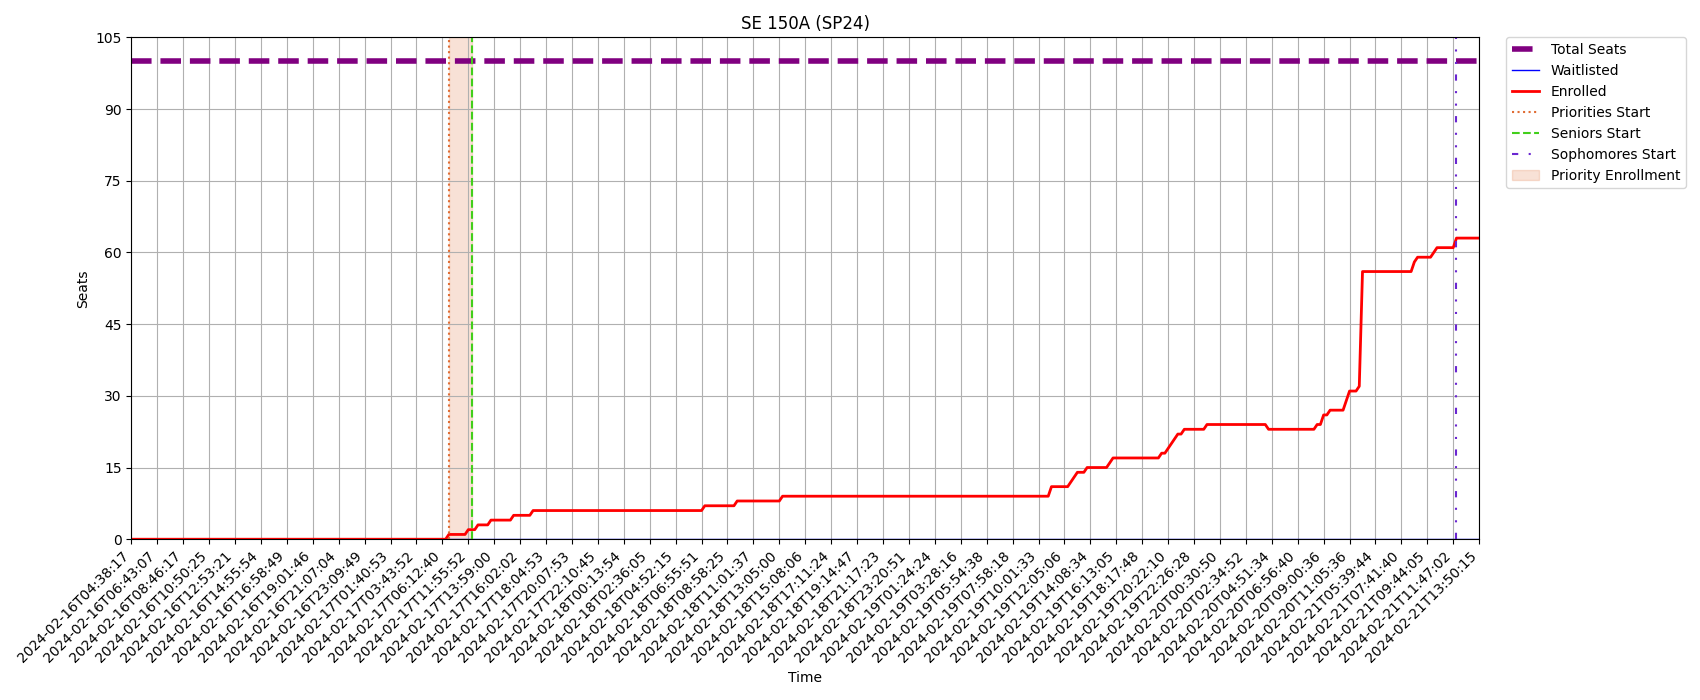 SE 150A (SP24)
105
90
75
60
45
30
15
0
Seats
2024-02-16T04:38:17
2024-02-16T06:43:07
2024-02-16T08:46:17
2024-02-16T10:50:25
2024-02-16T12:53:21
2024-02-16T14:55:54
2024-02-16T16:58:49
2024-02-16T19:01:46
2024-02-16T21:07:04
2024-02-16T23:09:49
2024-02-17T01:40:53
2024-02-17T03:43:52
2024-02-17T06:12:40
2024-02-17T11:55:52
2024-02-17T13:59:00
2024-02-17T16:02:02
2024-02-17T18:04:53
2024-02-17T20:07:53
2024-02-17T22:10:45
2024-02-18T00:13:54
2024-02-18T02:36:05
2024-02-18T04:52:15
2024-02-18T06:55:51
2024-02-18T08:58:25
2024-02-18T11:01:37
2024-02-18T13:05:00
2024-02-18T15:08:06
2024-02-18T17:11:24
2024-02-18T19:14:47
2024-02-18T21:17:23
2024-02-18T23:20:51
2024-02-19T01:24:24
2024-02-19T03:28:16
2024-02-19T05:54:38
2024-02-19T07:58:18
2024-02-19T10:01:33
2024-02-19T12:05:06
2024-02-19T14:08:34
2024-02-19T16:13:05
2024-02-19T18:17:48
2024-02-19T20:22:10
2024-02-19T22:26:28
2024-02-20T00:30:50
2024-02-20T02:34:52
2024-02-20T04:51:34
2024-02-20T06:56:40
2024-02-20T09:00:36
2024-02-20T11:05:36
2024-02-21T05:39:44
2024-02-21T07:41:40
2024-02-21T09:44:05
2024-02-21T11:47:02
2024-02-21T13:50:15
Time
Total Seats
Waitlisted
Enrolled
Priorities Start
Seniors Start
Sophomores Start
Priority Enrollment